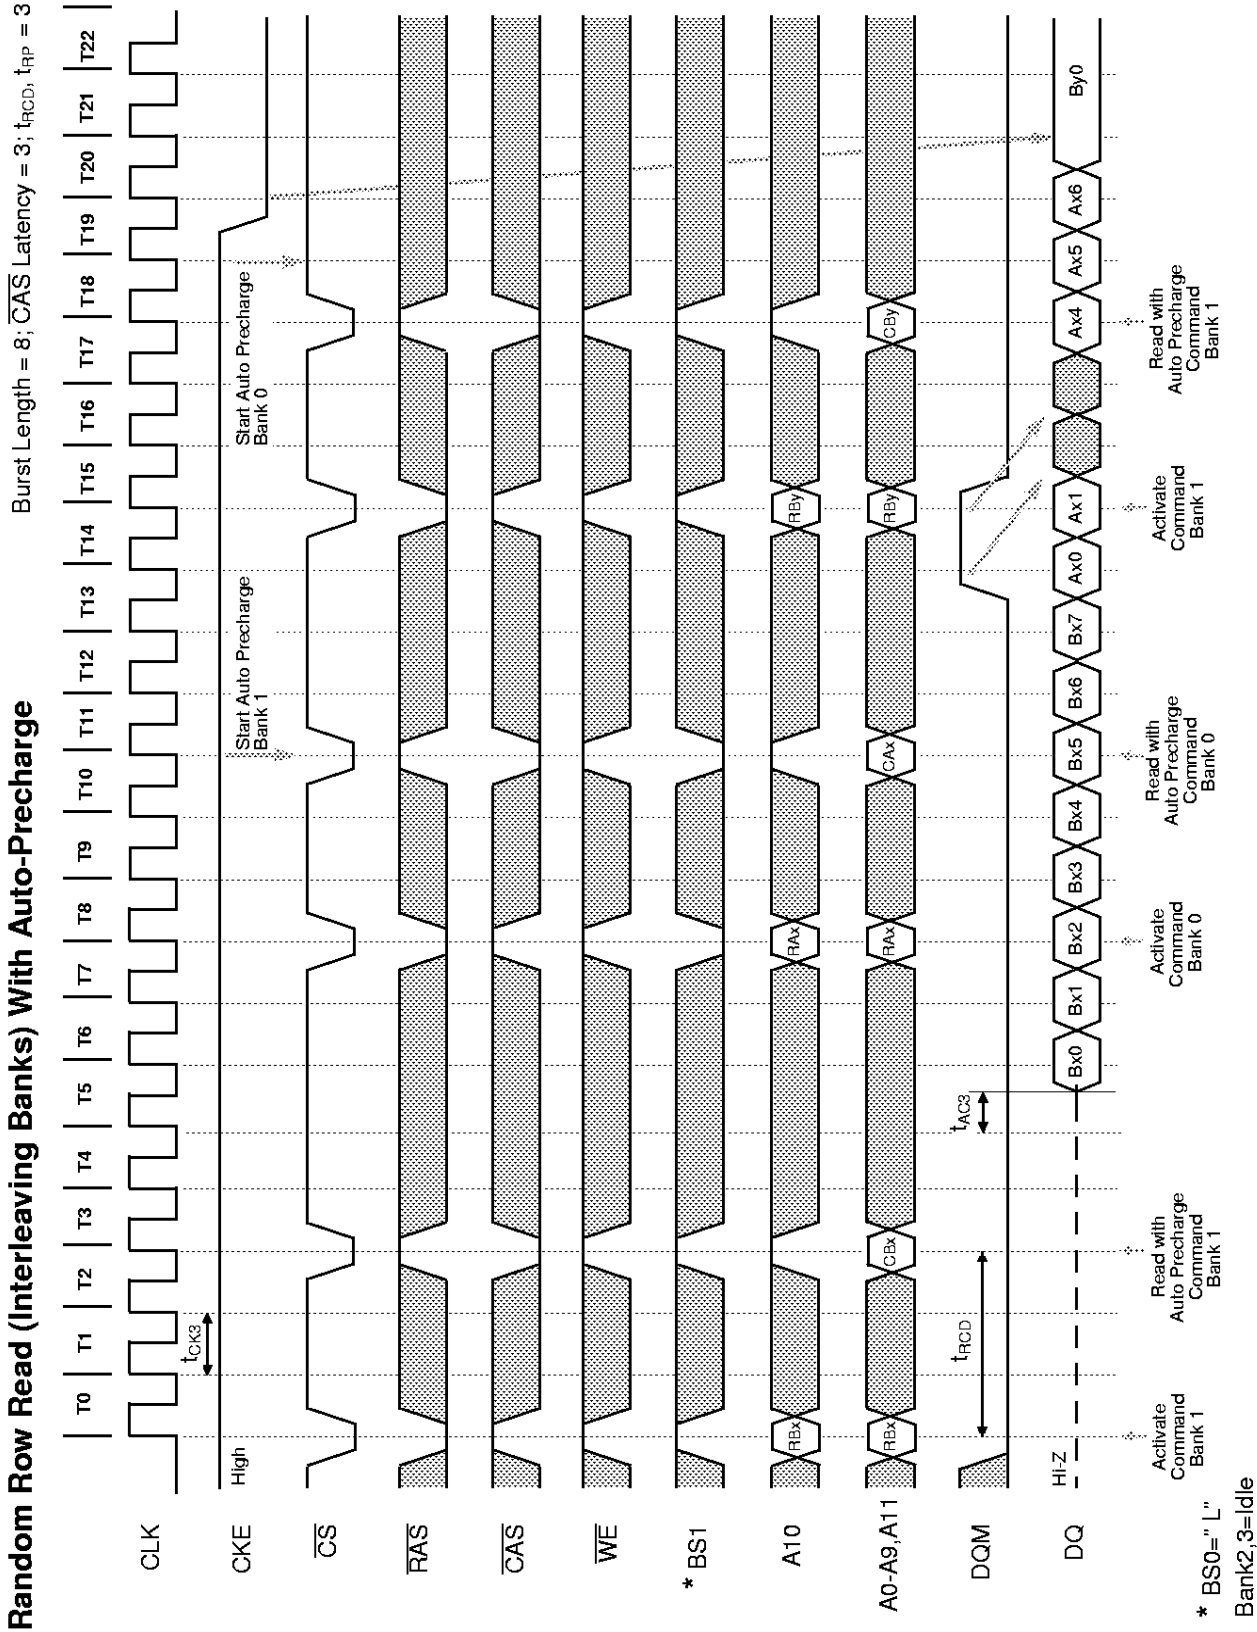 Random Row Read (Interleaving Banks) With Auto-Precharge
Burst Length = 8; CAS Latency = 3; tRCD, tRP = 3
T0 T1 T2 T3 T4 T5 T6 T7 T8 T9 T10 T11 T12 T13 T14 T15 T16 T17 T18 T19 T20 T21 T22
CLK
tCK3
CKE
High
Start Auto Precharge
Bank 1
Start Auto Precharge
Bank 0
CS
RAS
CAS
WE
* BS1
A10
RBx RAx RBy
A0-A9,A11
RBx CBx RAx CAx RBy CBy
DQM
tRCD
tAC3
DQ
Hi-Z
Bx0 Bx1 Bx2 Bx3 Bx4 Bx5 Bx6 Bx7 Ax0 Ax1 Ax4 Ax5 Ax6 By0
Activate
Command
Bank 1
Read with
Auto Precharge
Command
Bank 1
Activate
Command
Bank 0
Read with
Auto Precharge
Command
Bank 0
Activate
Command
Bank 1
Read with
Auto Precharge
Command
Bank 1
* BS0=" L"
Bank2,3=Idle